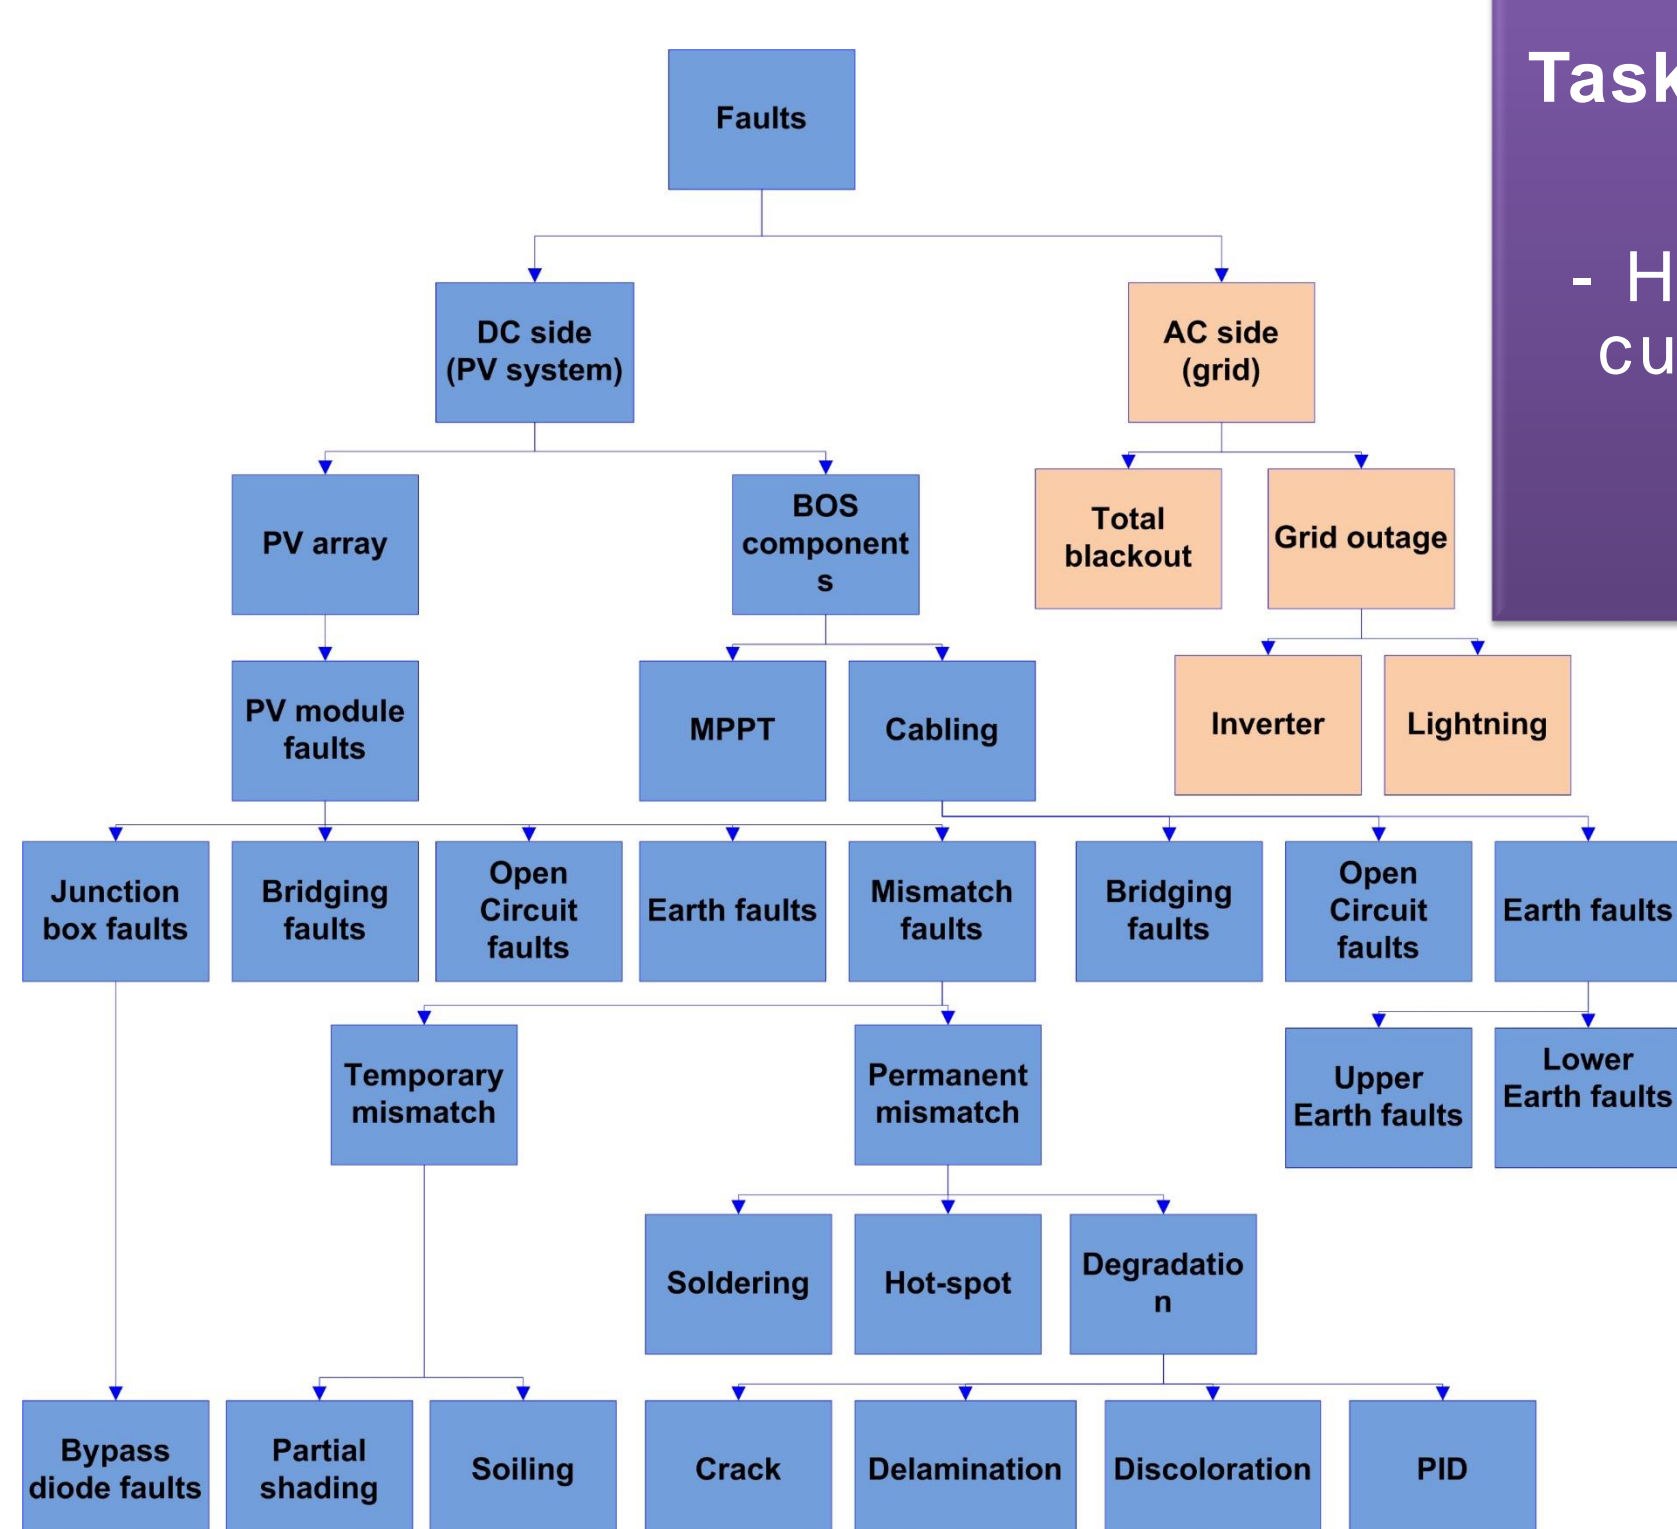 Faults
DC side
(PV system)
AC side
(grid)
PV array
BOS
component
s
Total
blackout
Grid outage
PV module
faults
MPPT
Cabling
Inverter
Lightning
Junction
box faults
Bridging
faults
Open
Circuit
faults
Earth faults
Mismatch
faults
Bridging
faults
Open
Circuit
faults
Earth faults
Temporary
mismatch
Permanent
mismatch
Upper
Earth faults
Lower
Earth faults
Soldering
Hot-spot
Degradatio
n
Bypass
diode faults
Partial
shading
Soiling
Crack
Delamination
Discoloration
PID
Task
- H
cu